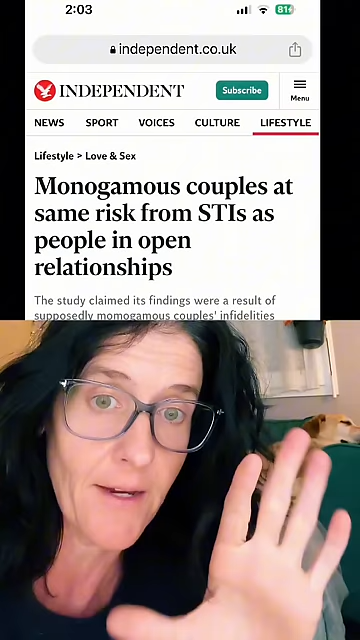 2:03
81
independent.co.uk
INDEPENDENT
Subscribe
Menu
NEWS SPORT VOICES CULTURE LIFESTYLE
Lifestyle > Love & Sex
Monogamous couples at
same risk from STIs as
people in open
relationships
The study claimed its findings were a result of
supposedly momogamous couples' infidelities